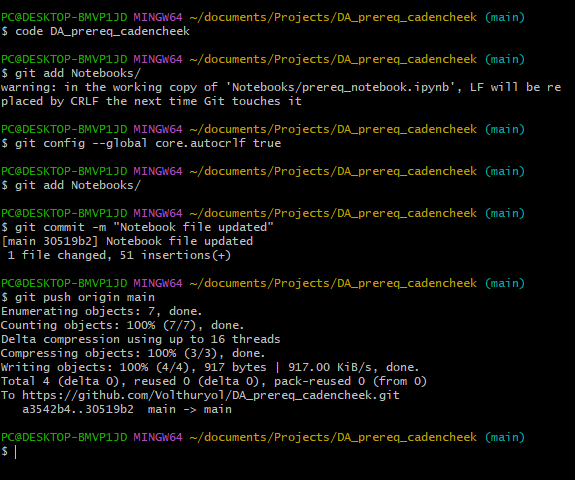 PC@DESKTOP-BMVP1JD MINGW64 ~/documents/Projects/DA_prereq_cadencheek (main)
$ code DA_prereq_cadencheek
PC@DESKTOP-BMVP1JD MINGW64 ~/documents/Projects/DA_prereq_cadencheek (main)
$ git add Notebooks/
warning: in the working copy of 'Notebooks/prereq_notebook.ipynb', LF will be re
placed by CRLF the next time Git touches it
PC@DESKTOP-BMVP1JD MINGW64 ~/documents/Projects/DA_prereq_cadencheek (main)
$ git config --global core.autocrlf true
PC@DESKTOP-BMVP1JD MINGW64 ~/documents/Projects/DA_prereq_cadencheek (main)
$ git add Notebooks/
PC@DESKTOP-BMVP1JD MINGW64 ~/documents/Projects/DA_prereq_cadencheek (main)
$ git commit -m "Notebook file updated"
[main 30519b2] Notebook file updated
 1 file changed, 51 insertions(+)
PC@DESKTOP-BMVP1JD MINGW64 ~/documents/Projects/DA_prereq_cadencheek (main)
$ git push origin main
Enumerating objects: 7, done.
Counting objects: 100% (7/7), done.
Delta compression using up to 16 threads
Compressing objects: 100% (3/3), done.
Writing objects: 100% (4/4), 917 bytes | 917.00 KiB/s, done.
Total 4 (delta 0), reused 0 (delta 0), pack-reused 0 (from 0)
To https://github.com/Volthuryol/DA_prereq_cadencheek.git
   a3542b4..30519b2  main -> main
PC@DESKTOP-BMVP1JD MINGW64 ~/documents/Projects/DA_prereq_cadencheek (main)
$